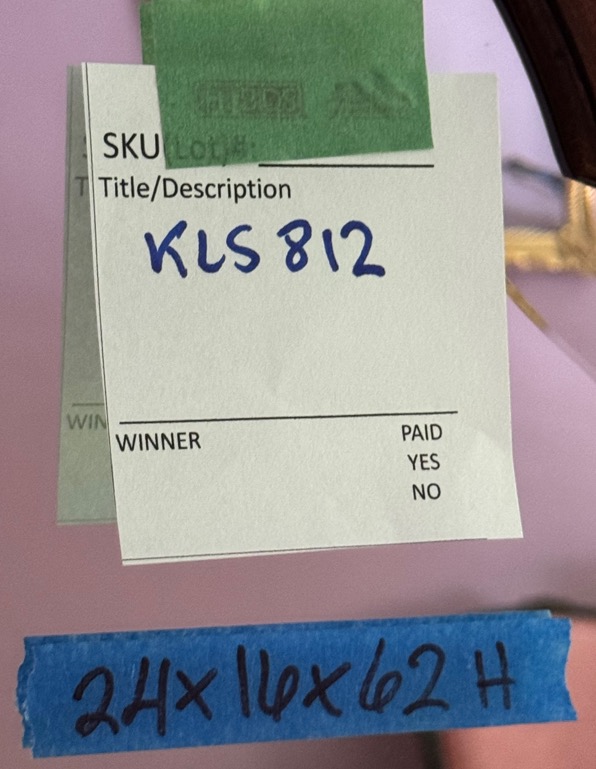 SKU(Lot)#:
Title/Description
KLS 812
WINNER
PAID
YES
NO
24x16x62 H